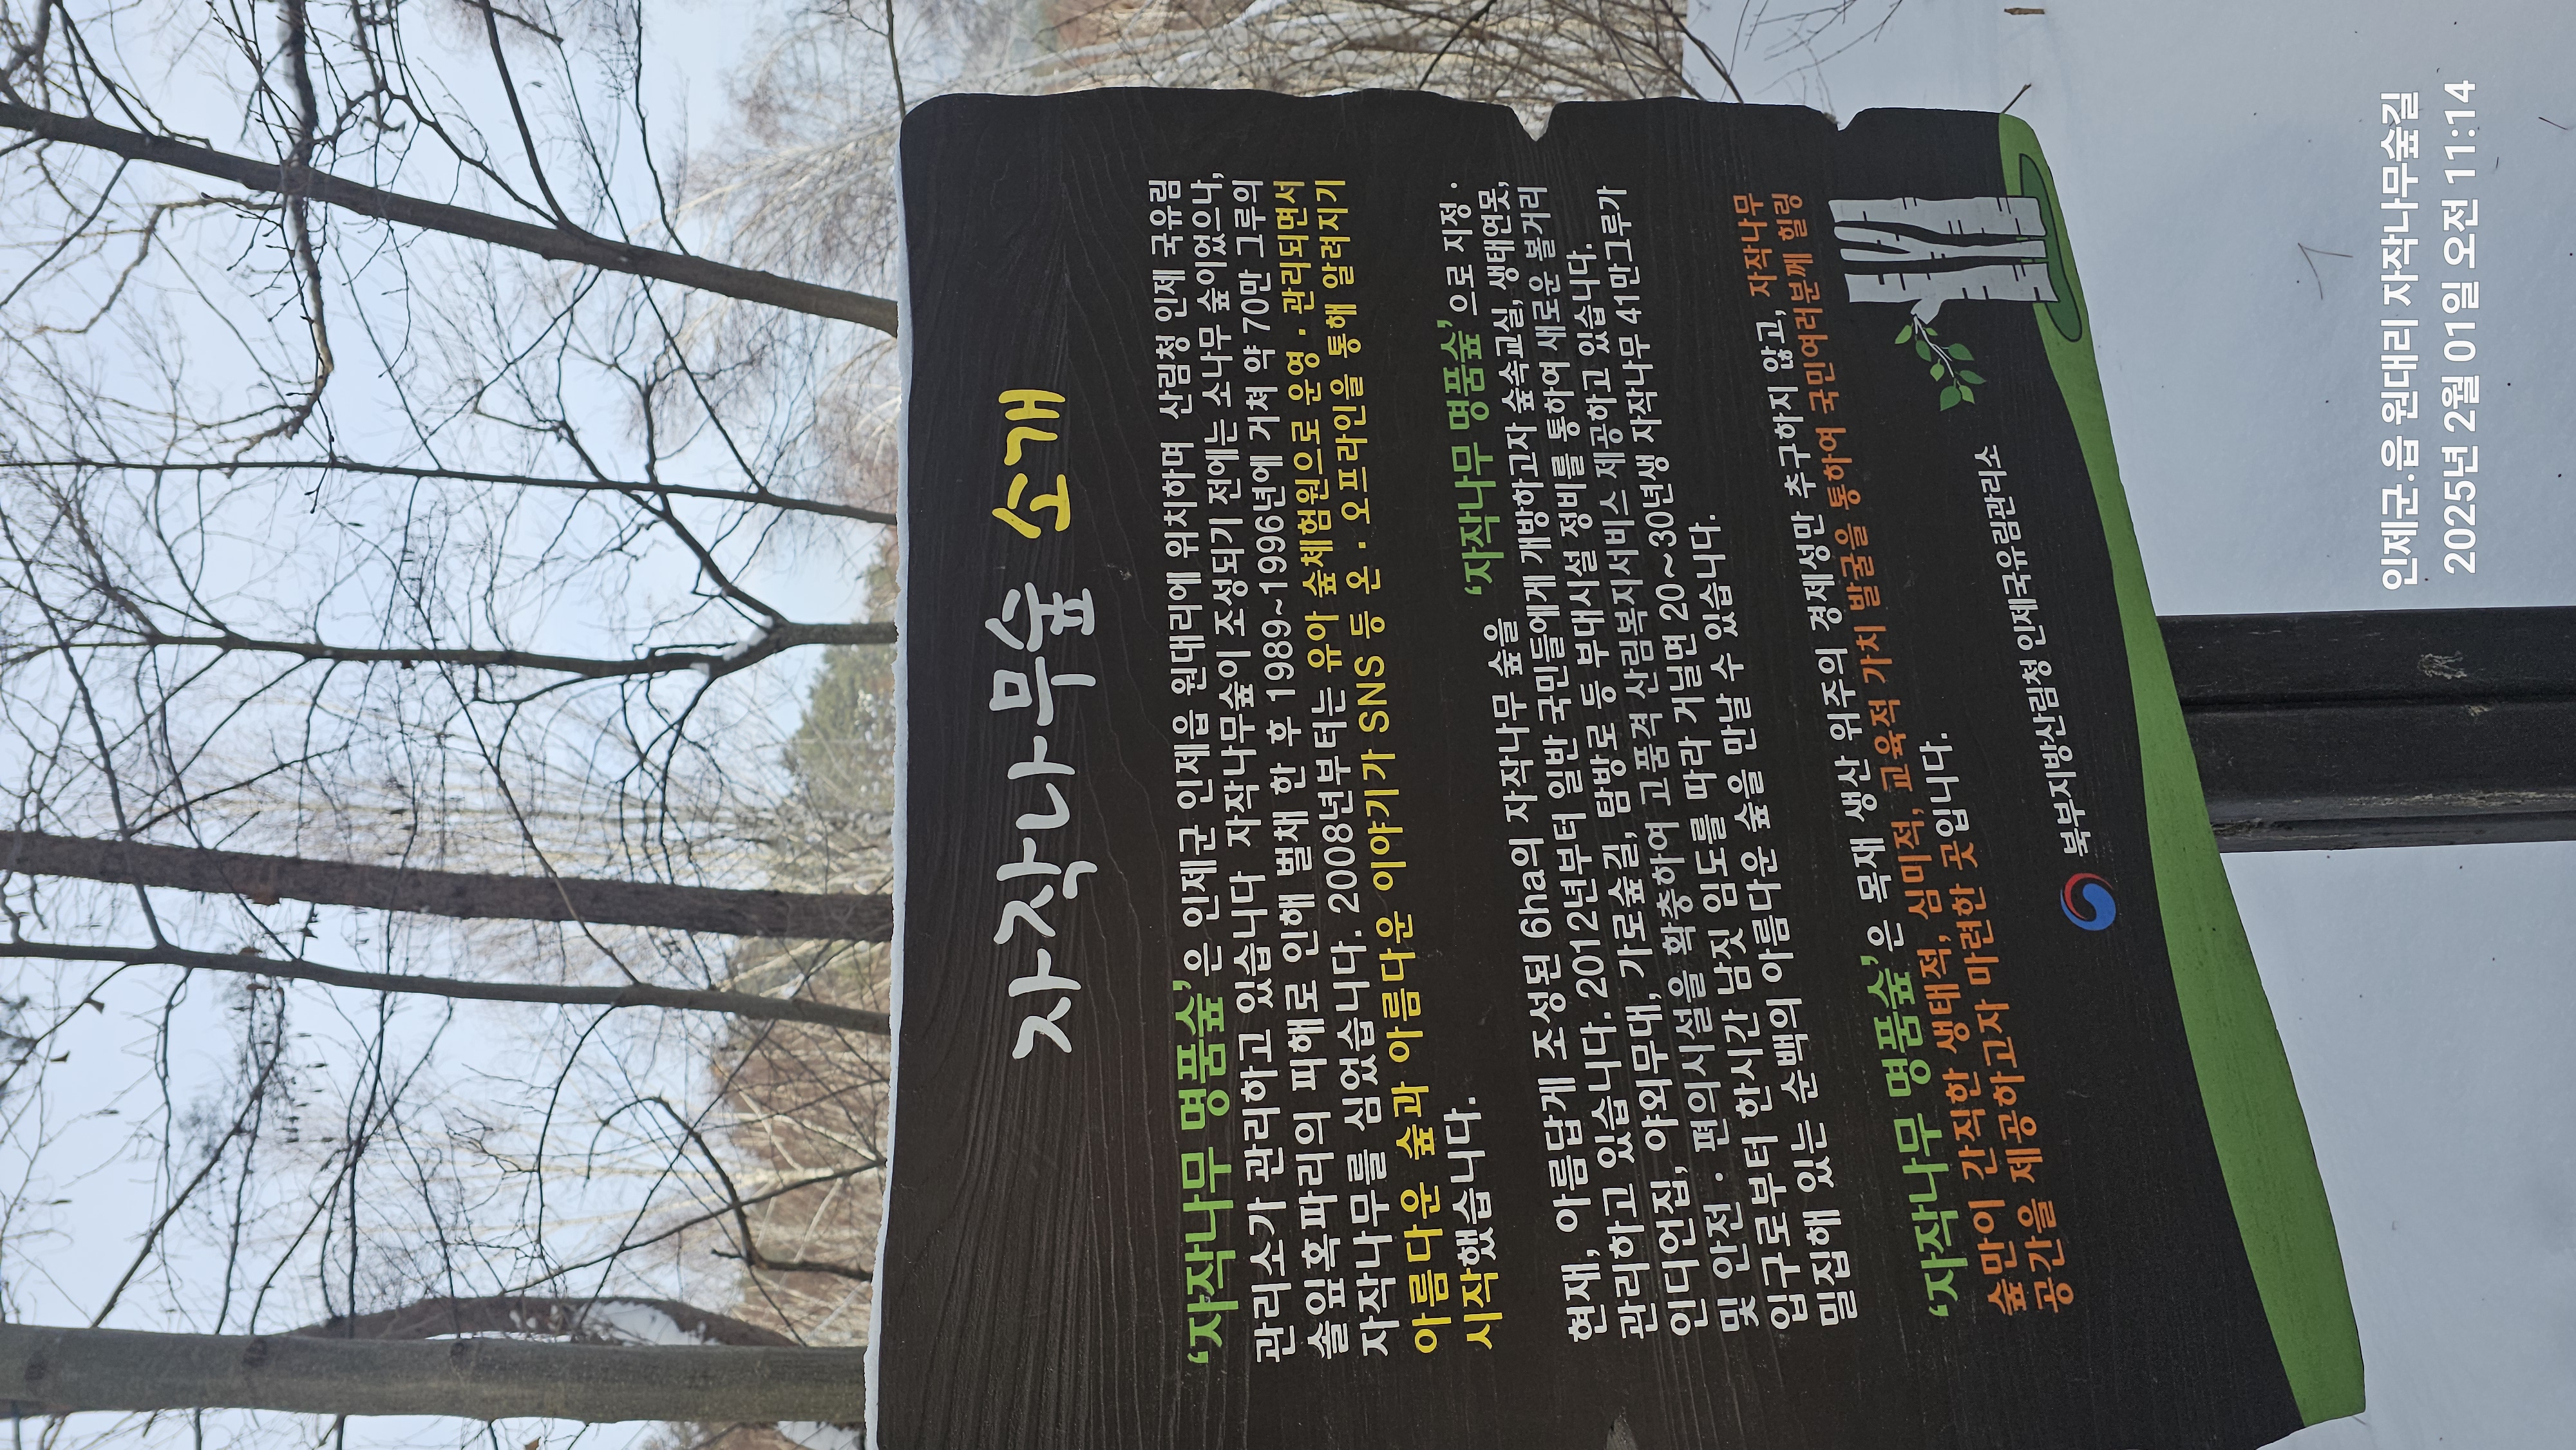 자작나무숲 소개
‘자작나무 명품숲’은 인제군 인제읍 원대리에 위치하며 산림청 인제 국유림
관리소가 관리하고 있습니다 자작나무숲이 조성되기 전에는 소나무 숲이었으나,
솔잎혹파리의 피해로 인해 벌채 한 후 1989~1996년에 거쳐 약 70만 그루의
자작나무를 심었습니다. 2008년부터는 유아 숲체험원으로 운영·관리되면서
아름다운 숲과 아름다운 이야기가 SNS 등 온·오프라인을 통해 알려지기
시작했습니다.
현재, 아름답게 조성된 6ha의 자작나무 숲을 ‘자작나무 명품숲’으로 지정·
관리하고 있습니다. 2012년부터 일반 국민들에게 개방하고자 숲속교실, 생태연못,
인디언집, 야외무대, 가로숲길, 탐방로 등 부대시설 정비를 통하여 새로운 볼거리
및 안전·편의시설을 확충하여 고품격 산림복지서비스 제공하고 있습니다.
입구로부터 한시간 남짓 임도를 따라 거닐면 20~30년생 자작나무 41만그루가
밀집해 있는 순백의 아름다운 숲을 만날 수 있습니다.
‘자작나무 명품숲’은 목재 생산 위주의 경제성만 추구하지 않고, 자작나무
숲만이 간직한 생태적, 심미적, 교육적 가치 발굴을 통하여 국민여러분께 힐링
공간을 제공하고자 마련한 곳입니다.
북부지방산림청 인제국유림관리소
인제군.읍 원대리 자작나무숲길
2025년 2월 01일 오전 11:14